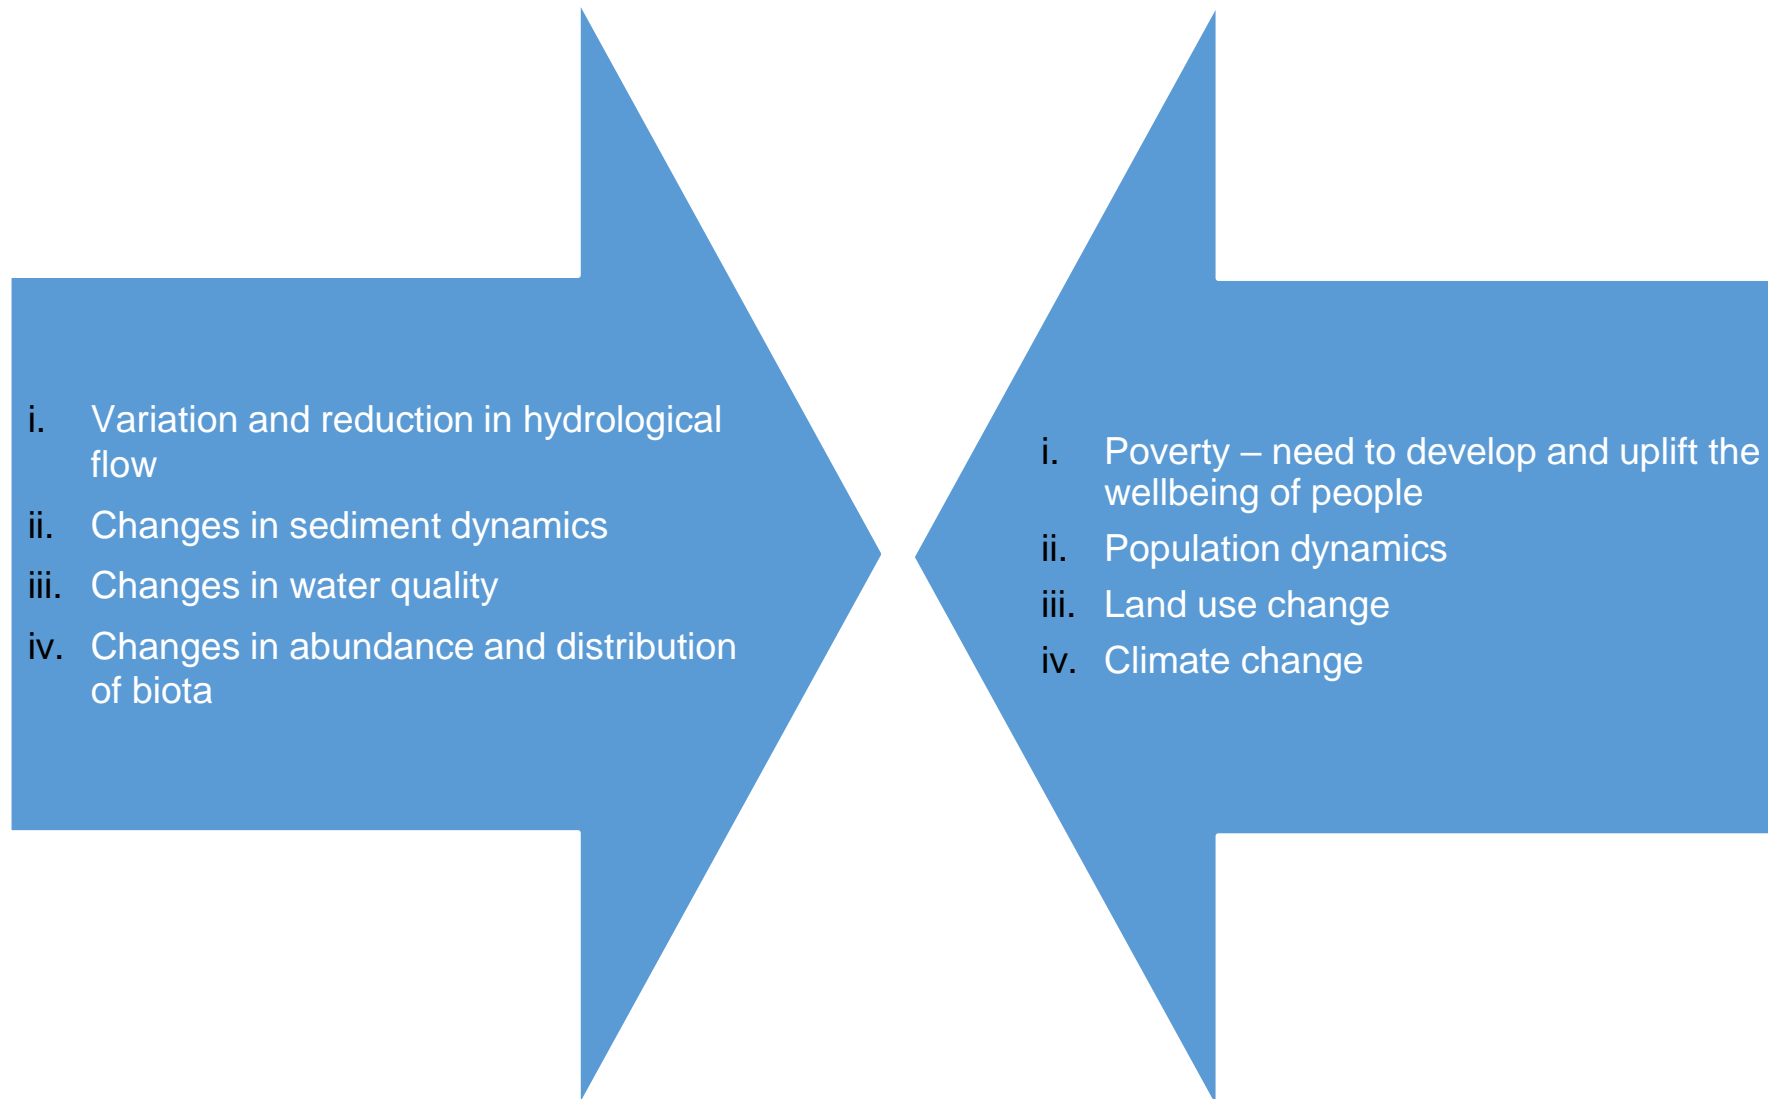 i. Variation and reduction in hydrological
flow
ii. Changes in sediment dynamics
iii. Changes in water quality
iv. Changes in abundance and distribution
of biota
i. Poverty – need to develop and uplift the
wellbeing of people
ii. Population dynamics
iii. Land use change
iv. Climate change